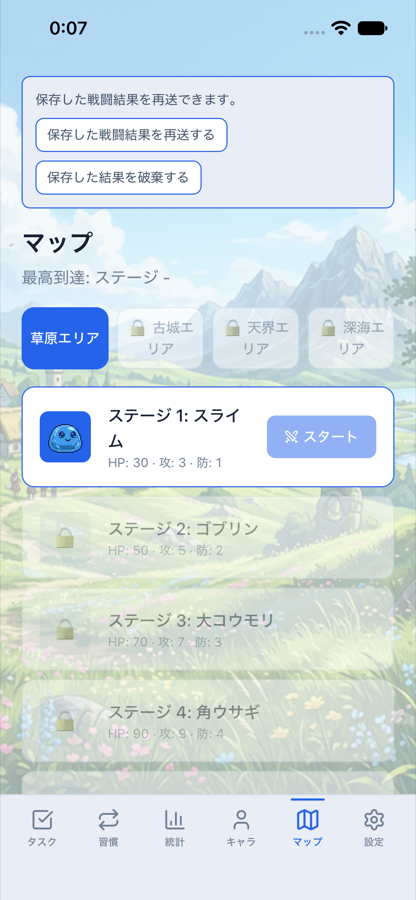 0:07
保存した戦闘結果を再送できます。
保存した戦闘結果を再送する
保存した結果を破棄する
マップ
最高到達: ステージ -
草原エリア
古城エ
リア
天界エ
リア
深海エ
リア
ステージ 1: スライ
ム
HP: 30 · 攻: 3 · 防: 1
スタート
ステージ 2: ゴブリン
HP: 50 · 攻: 5 · 防: 2
ステージ 3: 大コウモリ
HP: 70 · 攻: 7 · 防: 3
ステージ 4: 角ウサギ
HP: 90 · 攻: 9 · 防: 4
タスク
習慣
統計
キャラ
マップ
設定